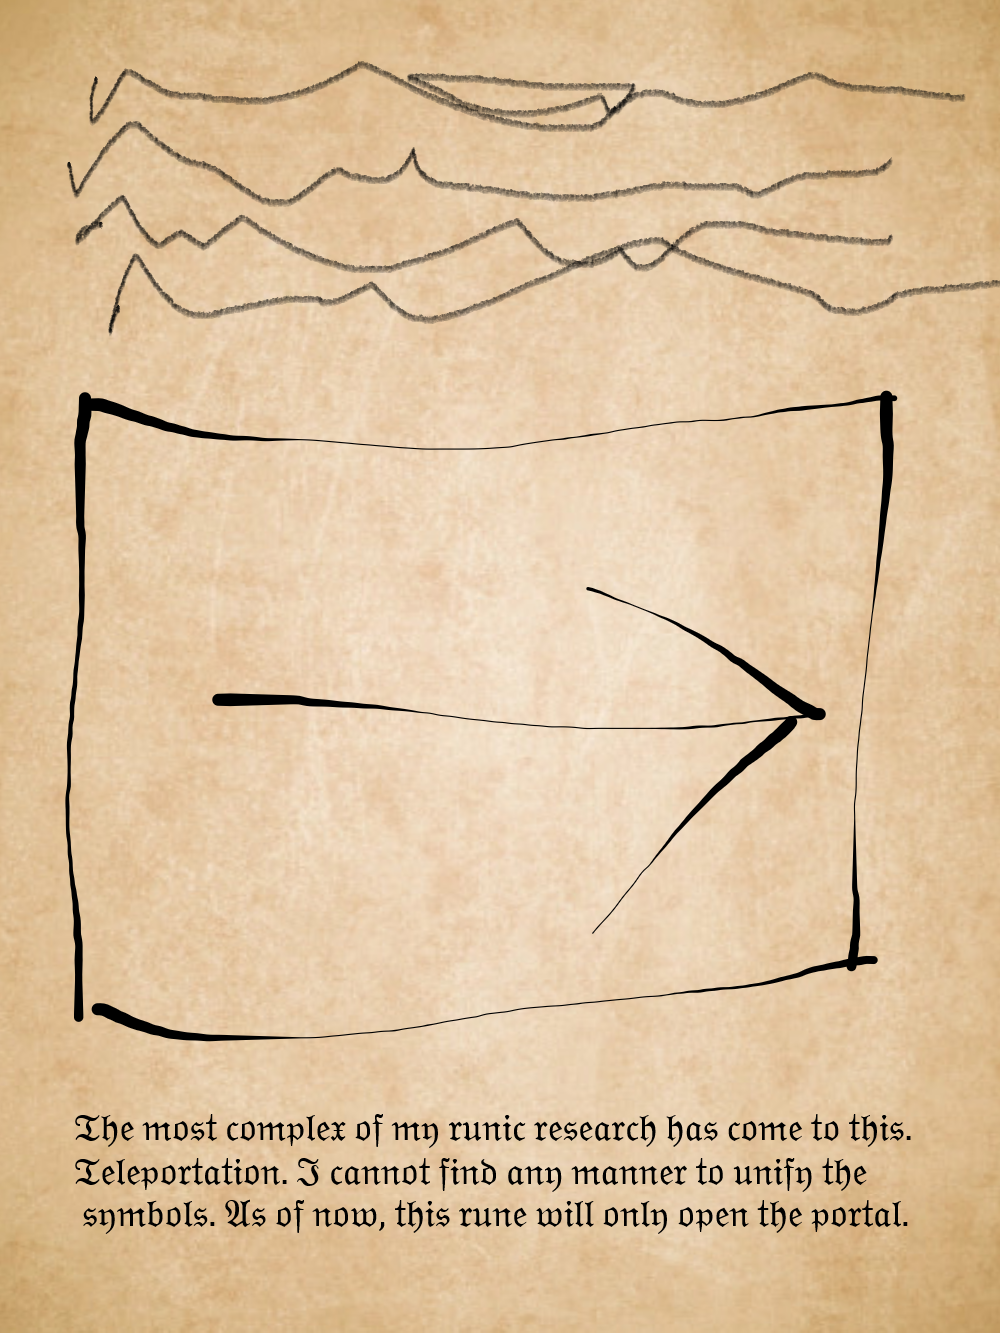 The most complex of my runic research has come to this.
Teleportation. I cannot find any manner to unify the
symbols. As of now, this rune will only open the portal.